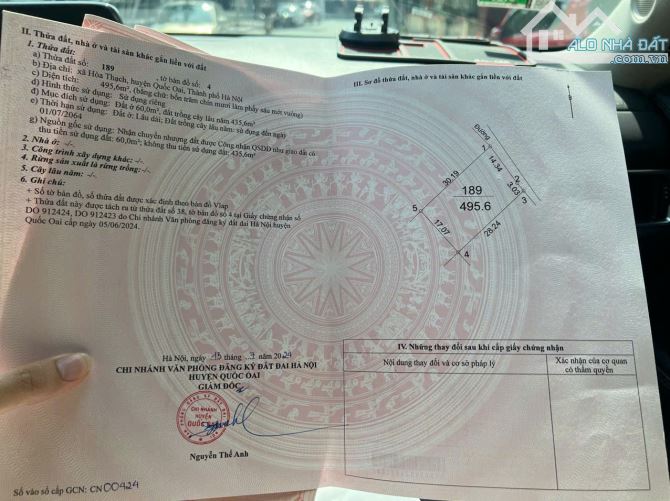 ALO NHÀ ĐẤT
II. Thửa đất, nhà ở và tài sản khác gắn liền với đất
1. Thửa đất:
a) Thửa đất số: 189 , tờ bản đồ số: 4
b) Địa chỉ: xã Hòa Thạch, huyện Quốc Oai, Thành phố Hà Nội
c) Diện tích: 495,6m², (bằng chữ: bốn trăm chín mươi lăm phẩy sáu mét vuông)
d) Hình thức sử dụng: Sử dụng riêng
đ) Mục đích sử dụng: Đất ở 60,0m²; đất trồng cây lâu năm 435,6m²
e) Thời hạn sử dụng: Đất ở: Lâu dài; Đất trồng cây lâu năm: sử dụng đến ngày
01/07/2064
g) Nguồn gốc sử dụng: Nhận chuyển nhượng đất được Công nhận QSDĐ như giao đất có
thu tiền sử dụng đất: 60,0m²; không thu tiền sử dụng đất: 435,6m²
2. Nhà ở: -/-
3. Công trình xây dựng khác: -/-
4. Rừng sản xuất là rừng trồng: -/-
5. Cây lâu năm: -/-
6. Ghi chú:
+ Số tờ bản đồ, số thửa đất được xác định theo bản đồ Vlap
+ Thửa đất này được tách ra từ thửa đất số 38, tờ bản đồ số 4 tại Giấy chứng nhận số
DO 912424, DO 912423 do Chi nhánh Văn phòng đăng ký đất đai Hà Nội huyện
Quốc Oai cấp ngày 05/06/2024.
Hà Nội, ngày 15 tháng 7 năm 2024
CHI NHÁNH VĂN PHÒNG ĐĂNG KÝ ĐẤT ĐAI HÀ NỘI
HUYỆN QUỐC OAI
GIÁM ĐỐC
CHI NHÁNH
HUYỆN
QUỐC OAI
Nguyễn Thế Anh
Số vào sổ cấp GCN: CN 00424
III. Sơ đồ thửa đất, nhà ở và tài sản khác gắn liền với đất
Đường
1
14.34
2
3.03
3
30.19
189
495.6
5
17.07
28.24
4
IV. Những thay đổi sau khi cấp giấy chứng nhận
Nội dung thay đổi và cơ sở pháp lý
Xác nhận của cơ quan
có thẩm quyền